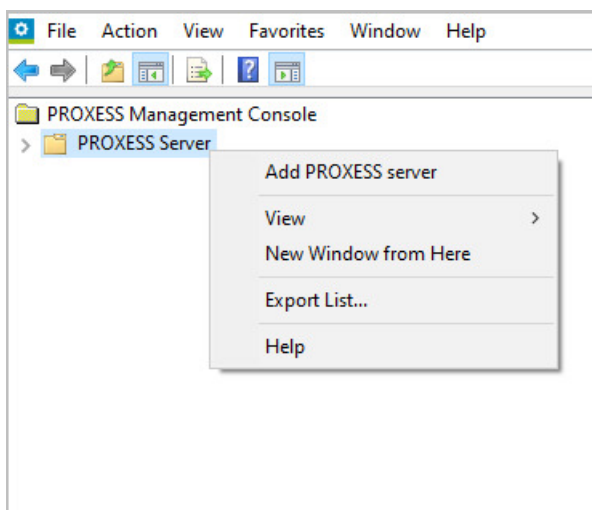 File Action View Favorites Window Help
?
PROXESS Management Console
PROXESS Server
Add PROXESS server
View
New Window from Here
Export List...
Help